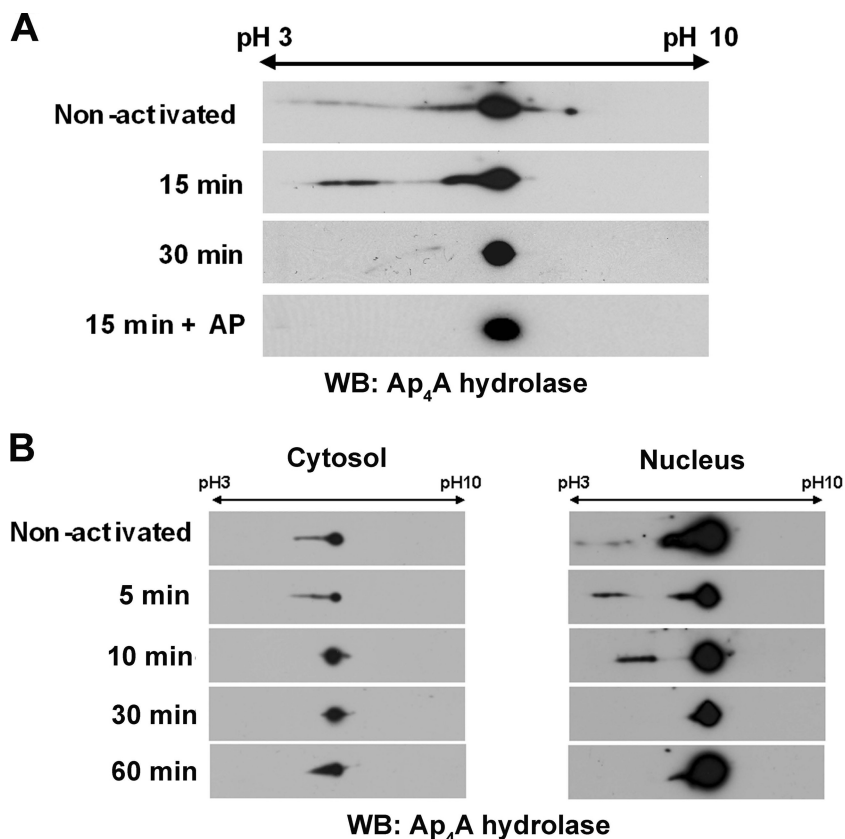 A
pH 3 pH 10
Non-activated
15 min
30 min
15 min + AP
WB: Ap₄A hydrolase
B
Cytosol Nucleus
pH3 pH10 pH3 pH10
Non-activated
5 min
10 min
30 min
60 min
WB: Ap₄A hydrolase